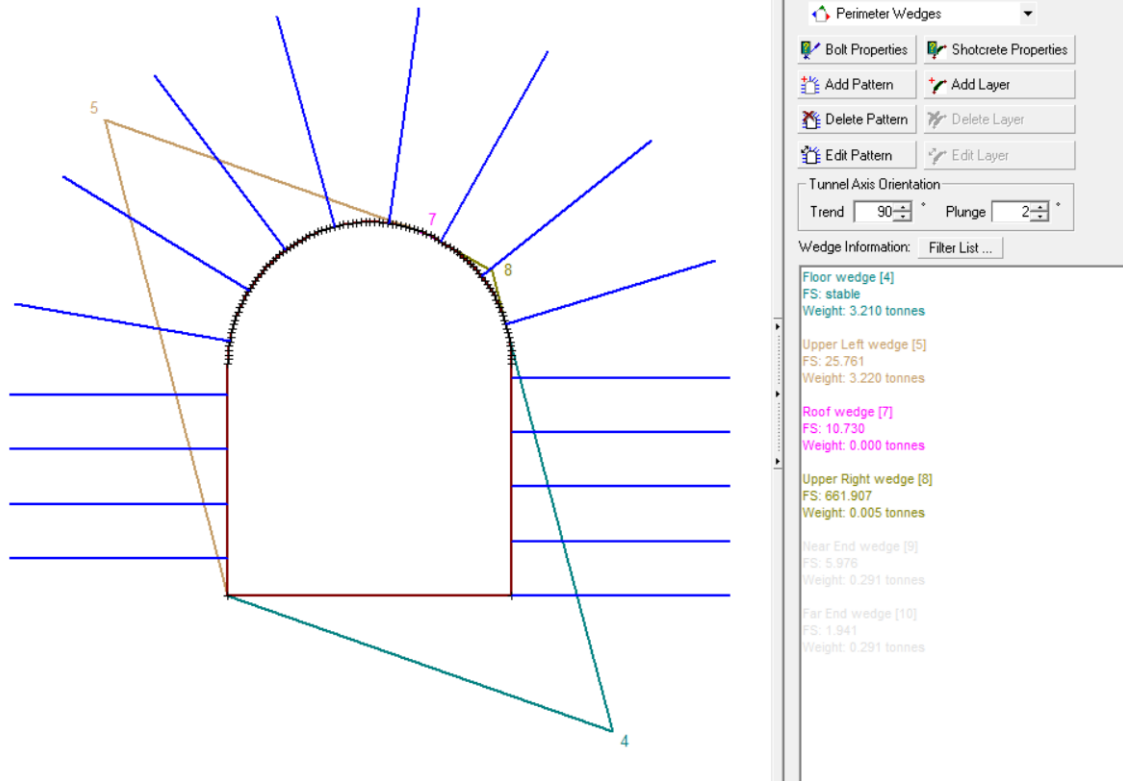 Perimeter Wedges
Bolt Properties
Shotcrete Properties
Add Pattern
Add Layer
Delete Pattern
Delete Layer
Edit Pattern
Edit Layer
Tunnel Axis Orientation
Trend 90 ° Plunge 2 °
Wedge Information: Filter List ...
Floor wedge [4]
FS: stable
Weight: 3.210 tonnes
Upper Left wedge [5]
FS: 25.761
Weight: 3.220 tonnes
Roof wedge [7]
FS: 10.730
Weight: 0.000 tonnes
Upper Right wedge [8]
FS: 661.907
Weight: 0.005 tonnes
Near End wedge [9]
FS: 5.976
Weight: 0.291 tonnes
Far End wedge [10]
FS: 1.941
Weight: 0.291 tonnes
5
7
8
4